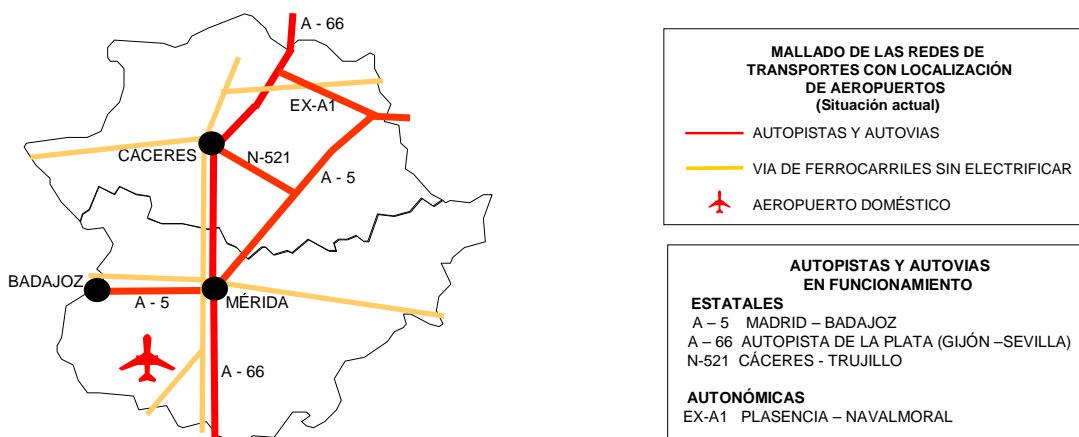 A - 66
EX-A1
CACERES
N-521
A - 5
BADAJOZ
A - 5
MÉRIDA
A - 66
MALLADO DE LAS REDES DE
TRANSPORTES CON LOCALIZACIÓN
DE AEROPUERTOS
(Situación actual)
AUTOPISTAS Y AUTOVIAS
VIA DE FERROCARRILES SIN ELECTRIFICAR
AEROPUERTO DOMÉSTICO
AUTOPISTAS Y AUTOVIAS
EN FUNCIONAMIENTO
ESTATALES
A – 5 MADRID – BADAJOZ
A – 66 AUTOPISTA DE LA PLATA (GIJÓN –SEVILLA)
N-521 CÁCERES - TRUJILLO
AUTONÓMICAS
EX-A1 PLASENCIA – NAVALMORAL